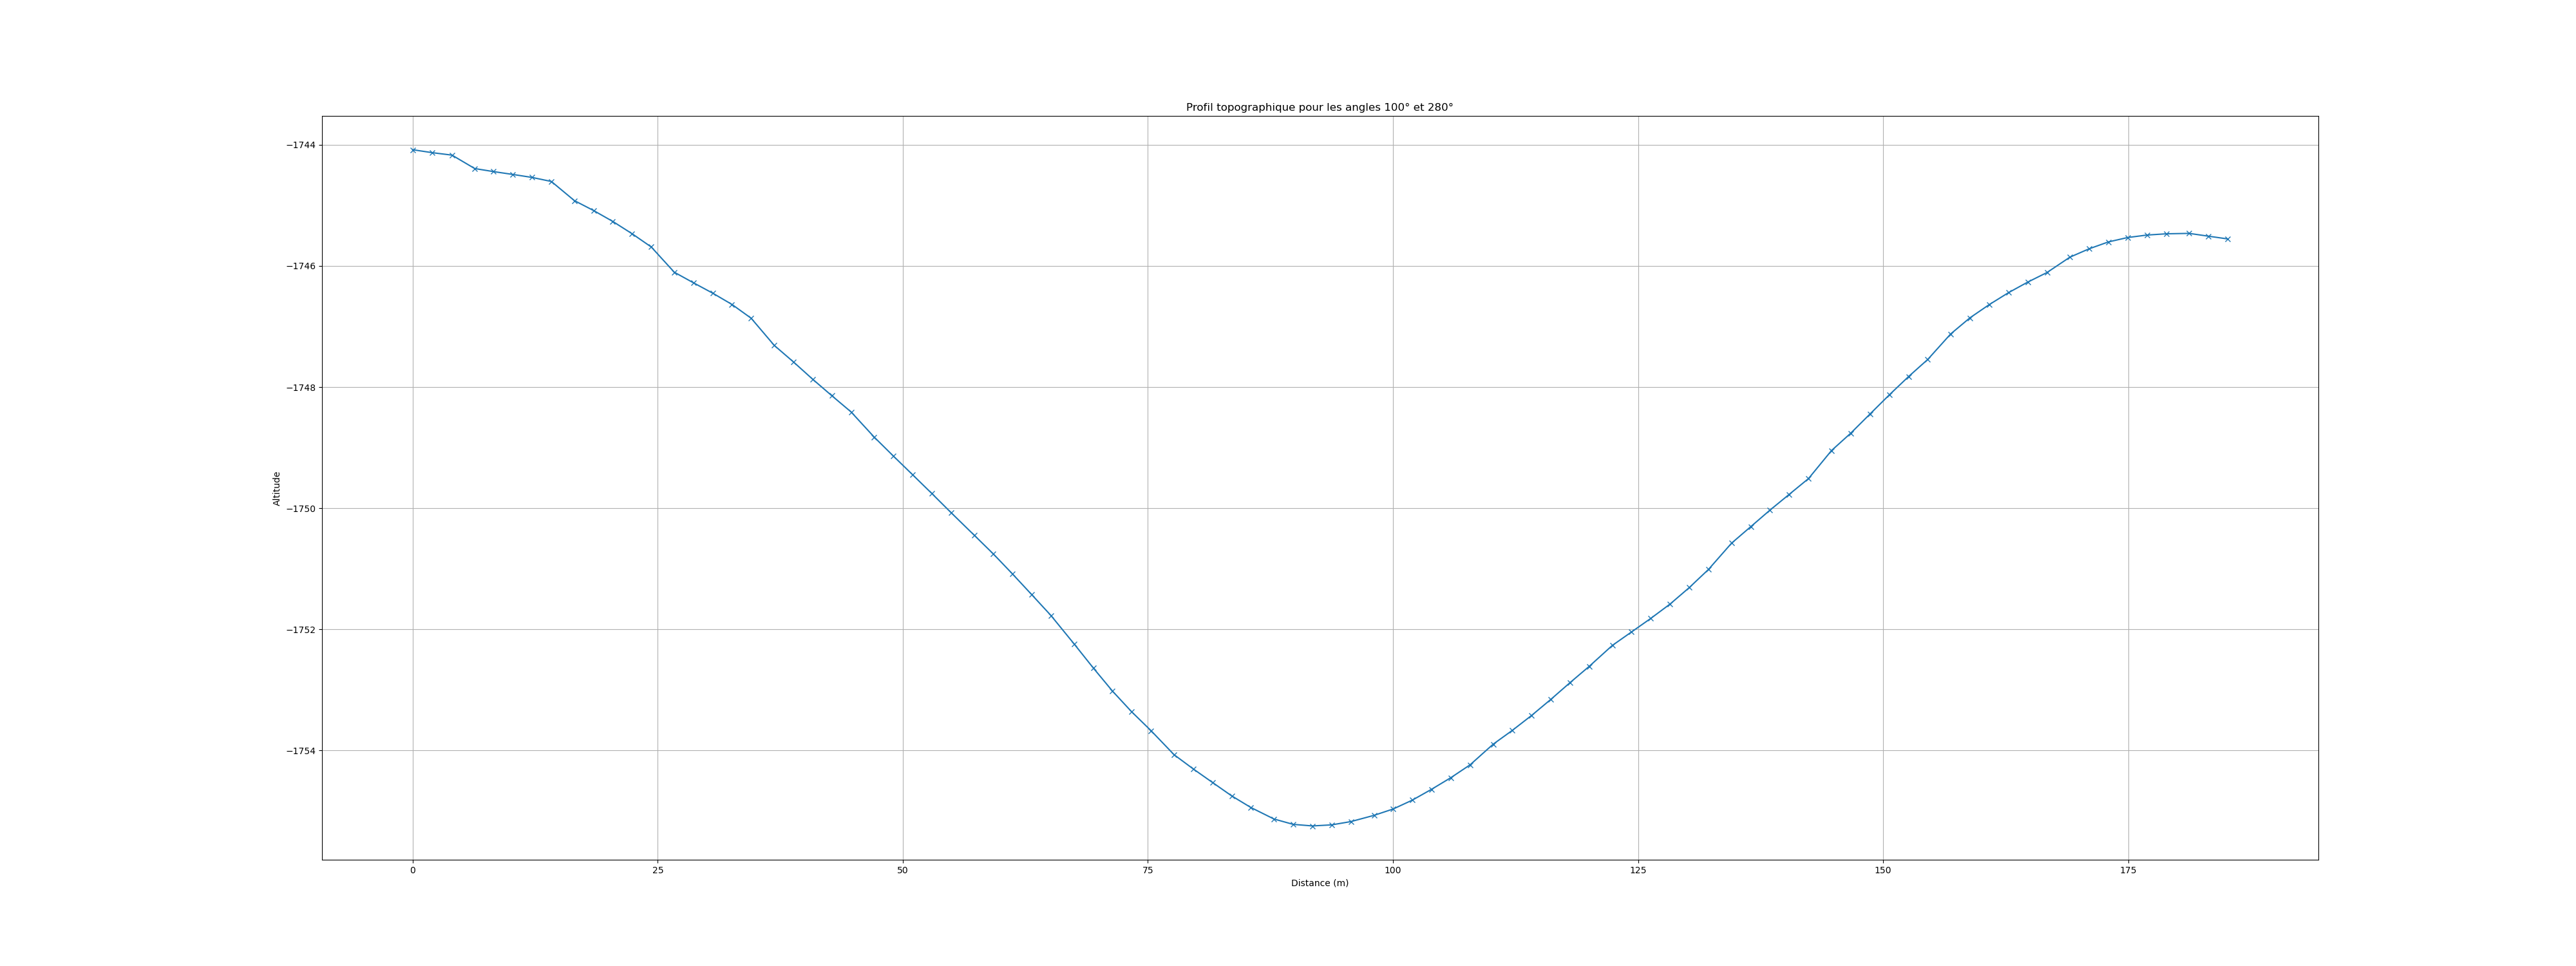 Profil topographique pour les angles 100° et 280°
−1744
−1746
−1748
−1750
−1752
−1754
Altitude
0 25 50 75 100 125 150 175
Distance (m)